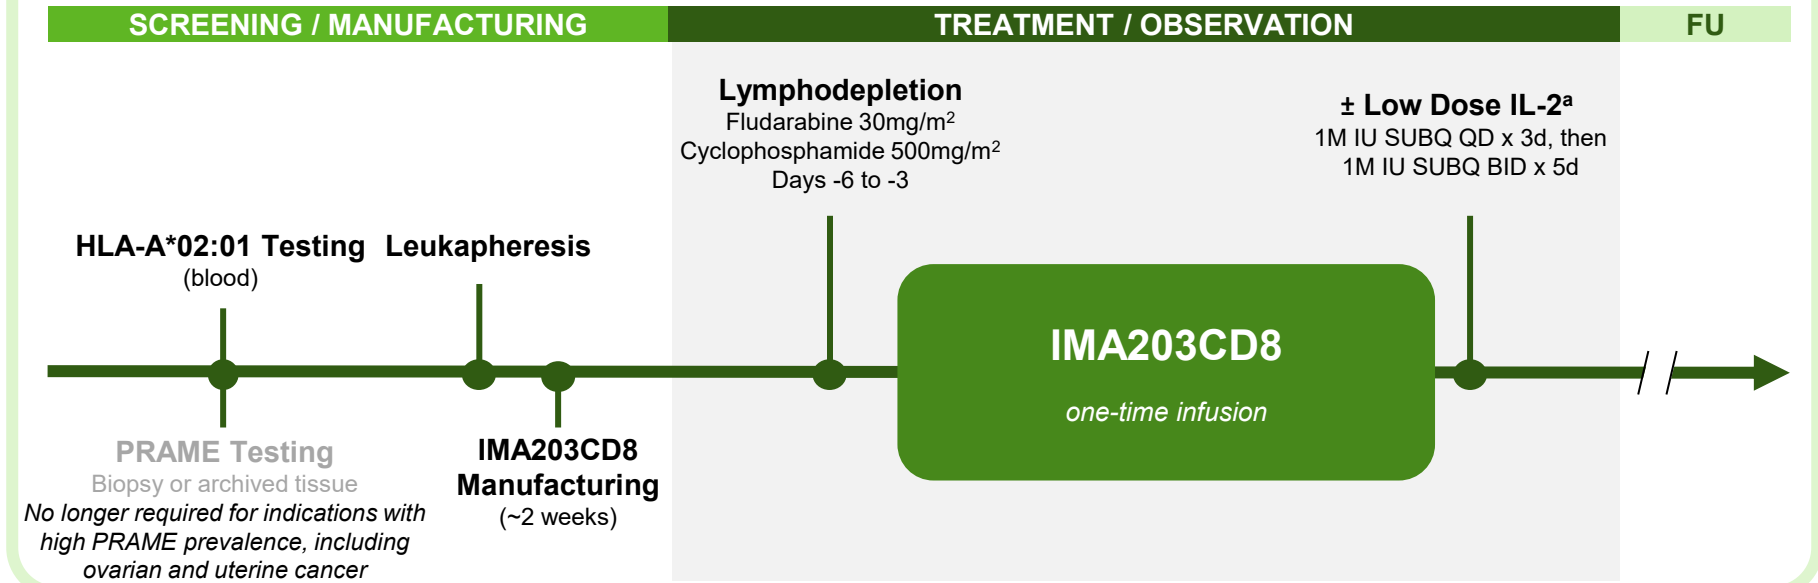 SCREENING / MANUFACTURING
TREATMENT / OBSERVATION
FU
Lymphodepletion
Fludarabine 30mg/m²
Cyclophosphamide 500mg/m²
Days -6 to -3
± Low Dose IL-2ᵃ
1M IU SUBQ QD x 3d, then
1M IU SUBQ BID x 5d
HLA-A*02:01 Testing
(blood)
Leukapheresis
IMA203CD8
one-time infusion
PRAME Testing
Biopsy or archived tissue
No longer required for indications with
high PRAME prevalence, including
ovarian and uterine cancer
IMA203CD8
Manufacturing
(~2 weeks)